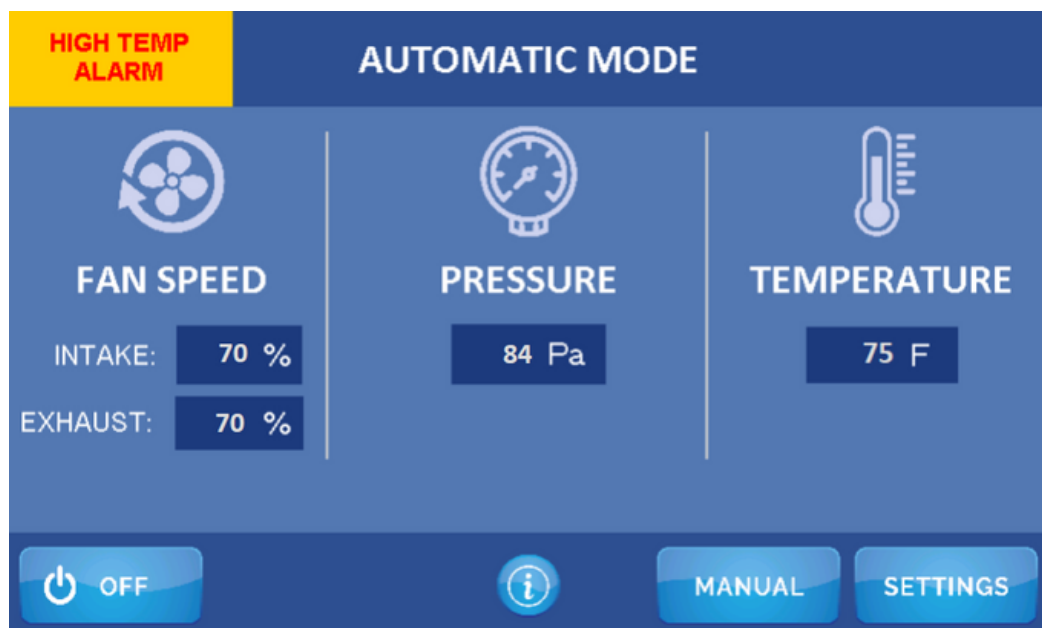 HIGH TEMP
ALARM
AUTOMATIC MODE
FAN SPEED
INTAKE: 70 %
EXHAUST: 70 %
PRESSURE
84 Pa
TEMPERATURE
75 F
OFF
i
MANUAL
SETTINGS